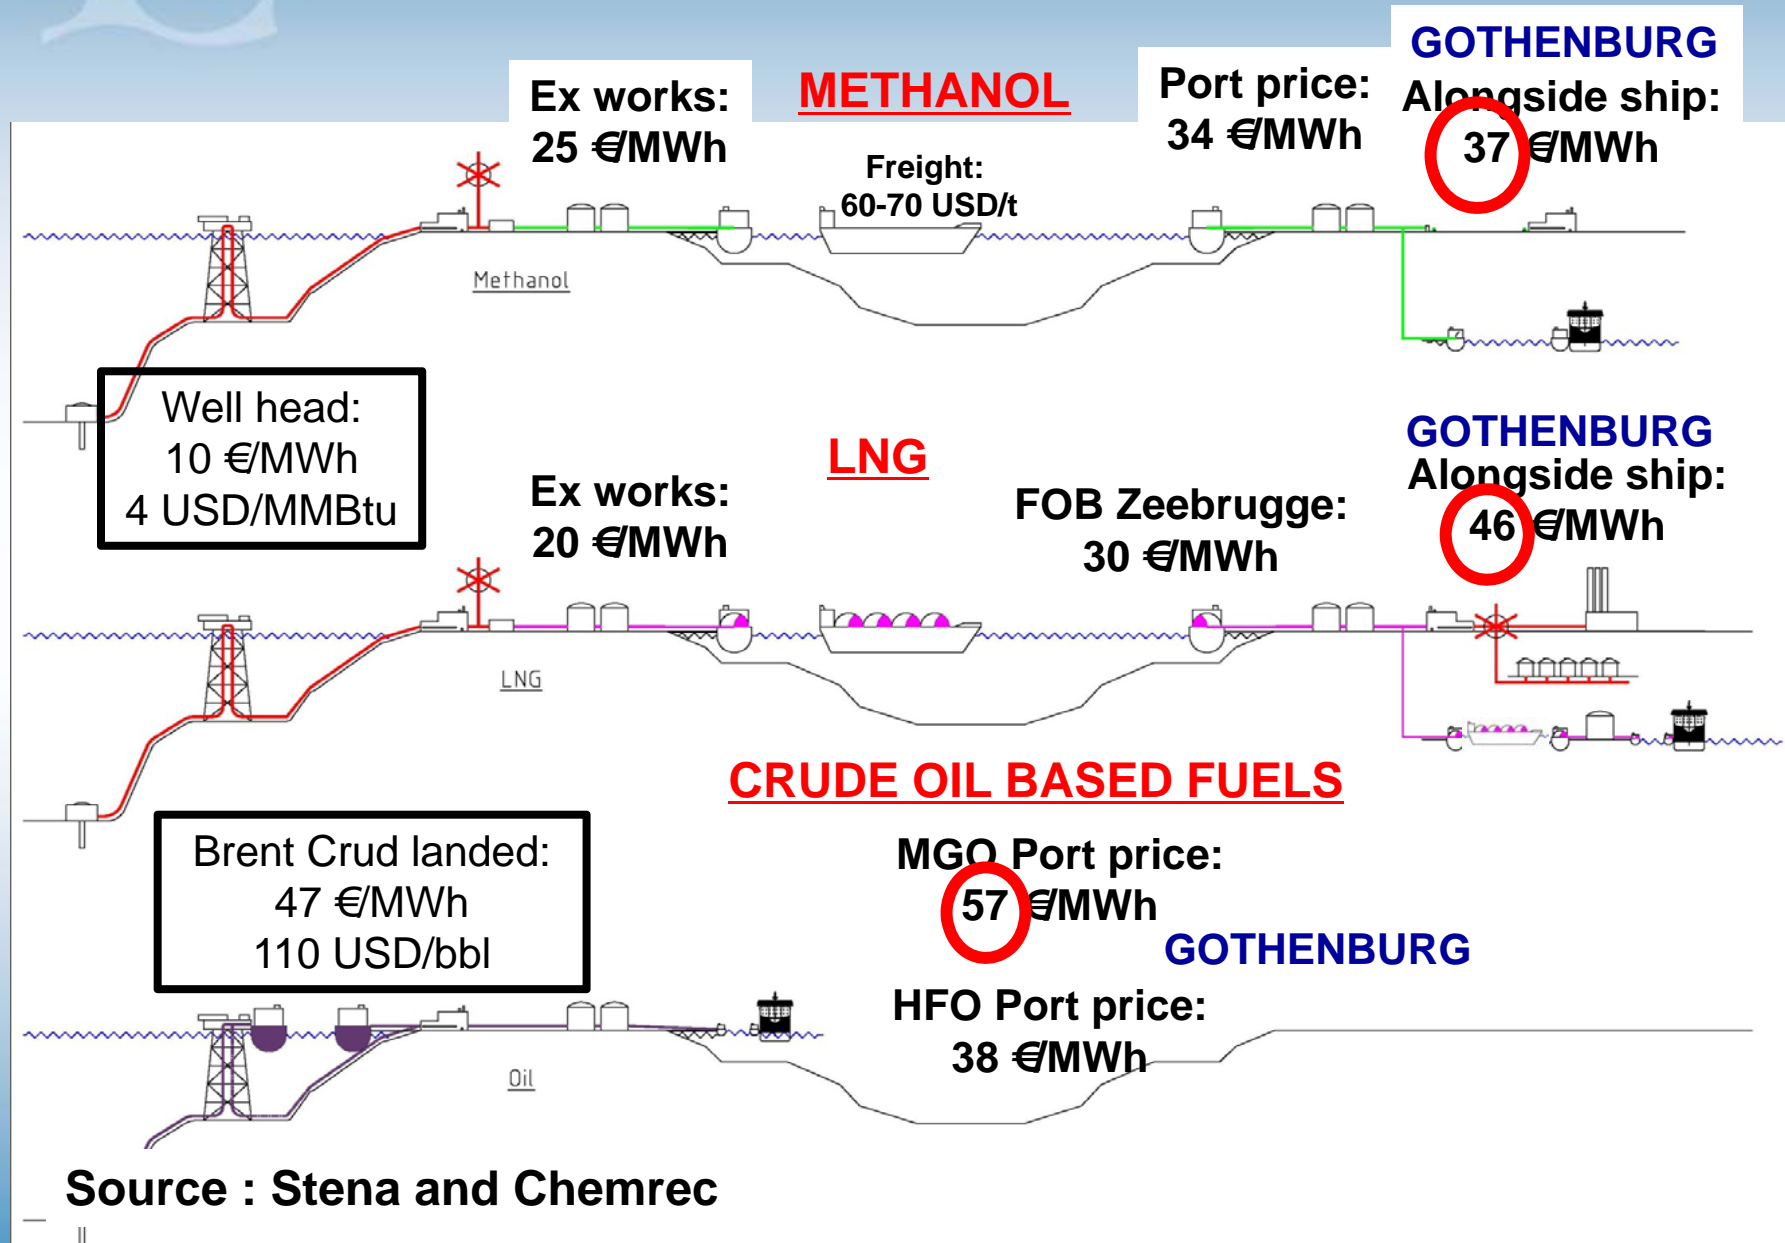 METHANOL
Ex works:
25 €/MWh
Freight:
60-70 USD/t
Port price:
34 €/MWh
GOTHENBURG
Alongside ship:
37 €/MWh
Methanol
Well head:
10 €/MWh
4 USD/MMBtu
LNG
Ex works:
20 €/MWh
FOB Zeebrugge:
30 €/MWh
GOTHENBURG
Alongside ship:
46 €/MWh
LNG
CRUDE OIL BASED FUELS
Brent Crud landed:
47 €/MWh
110 USD/bbl
MGO Port price:
57 €/MWh
GOTHENBURG
HFO Port price:
38 €/MWh
Oil
Source : Stena and Chemrec